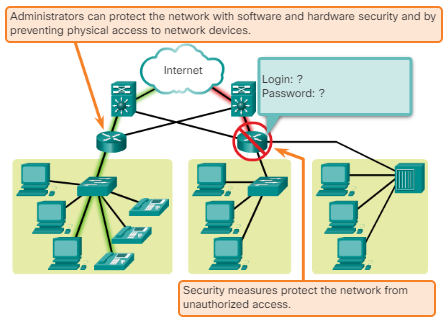 Administrators can protect the network with software and hardware security and by
preventing physical access to network devices.
Internet
Login: ?
Password: ?
Security measures protect the network from
unauthorized access.